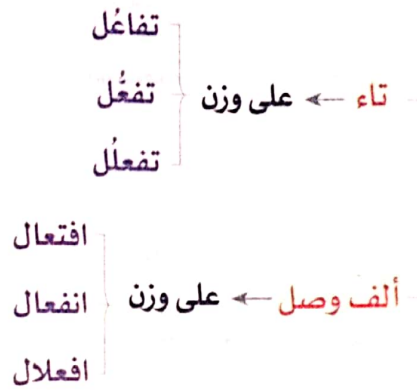 تاء ← على وزن
تفاعُل
تفعُّل
تفعلُل
ألف وصل ← على وزن
افتعال
انفعال
افعلال